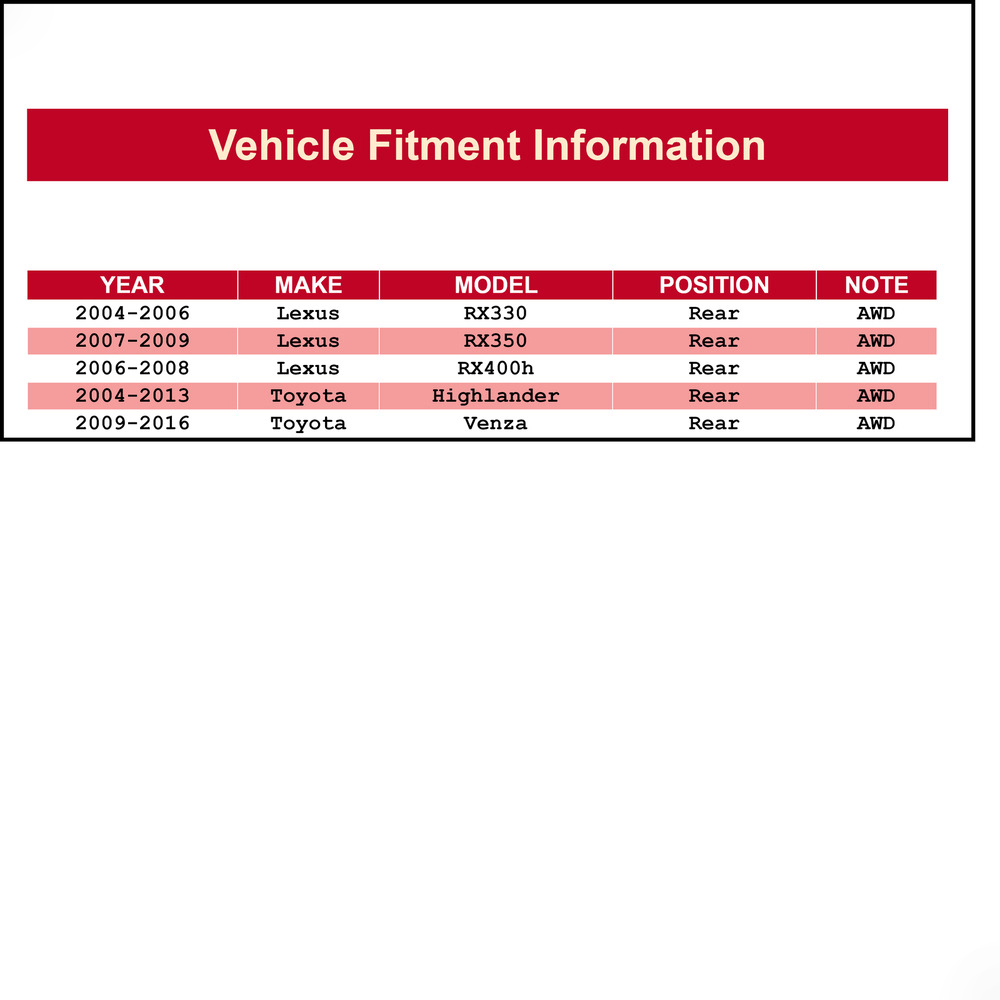 Vehicle Fitment Information
YEAR MAKE MODEL POSITION NOTE
2004-2006 Lexus RX330 Rear AWD
2007-2009 Lexus RX350 Rear AWD
2006-2008 Lexus RX400h Rear AWD
2004-2013 Toyota Highlander Rear AWD
2009-2016 Toyota Venza Rear AWD